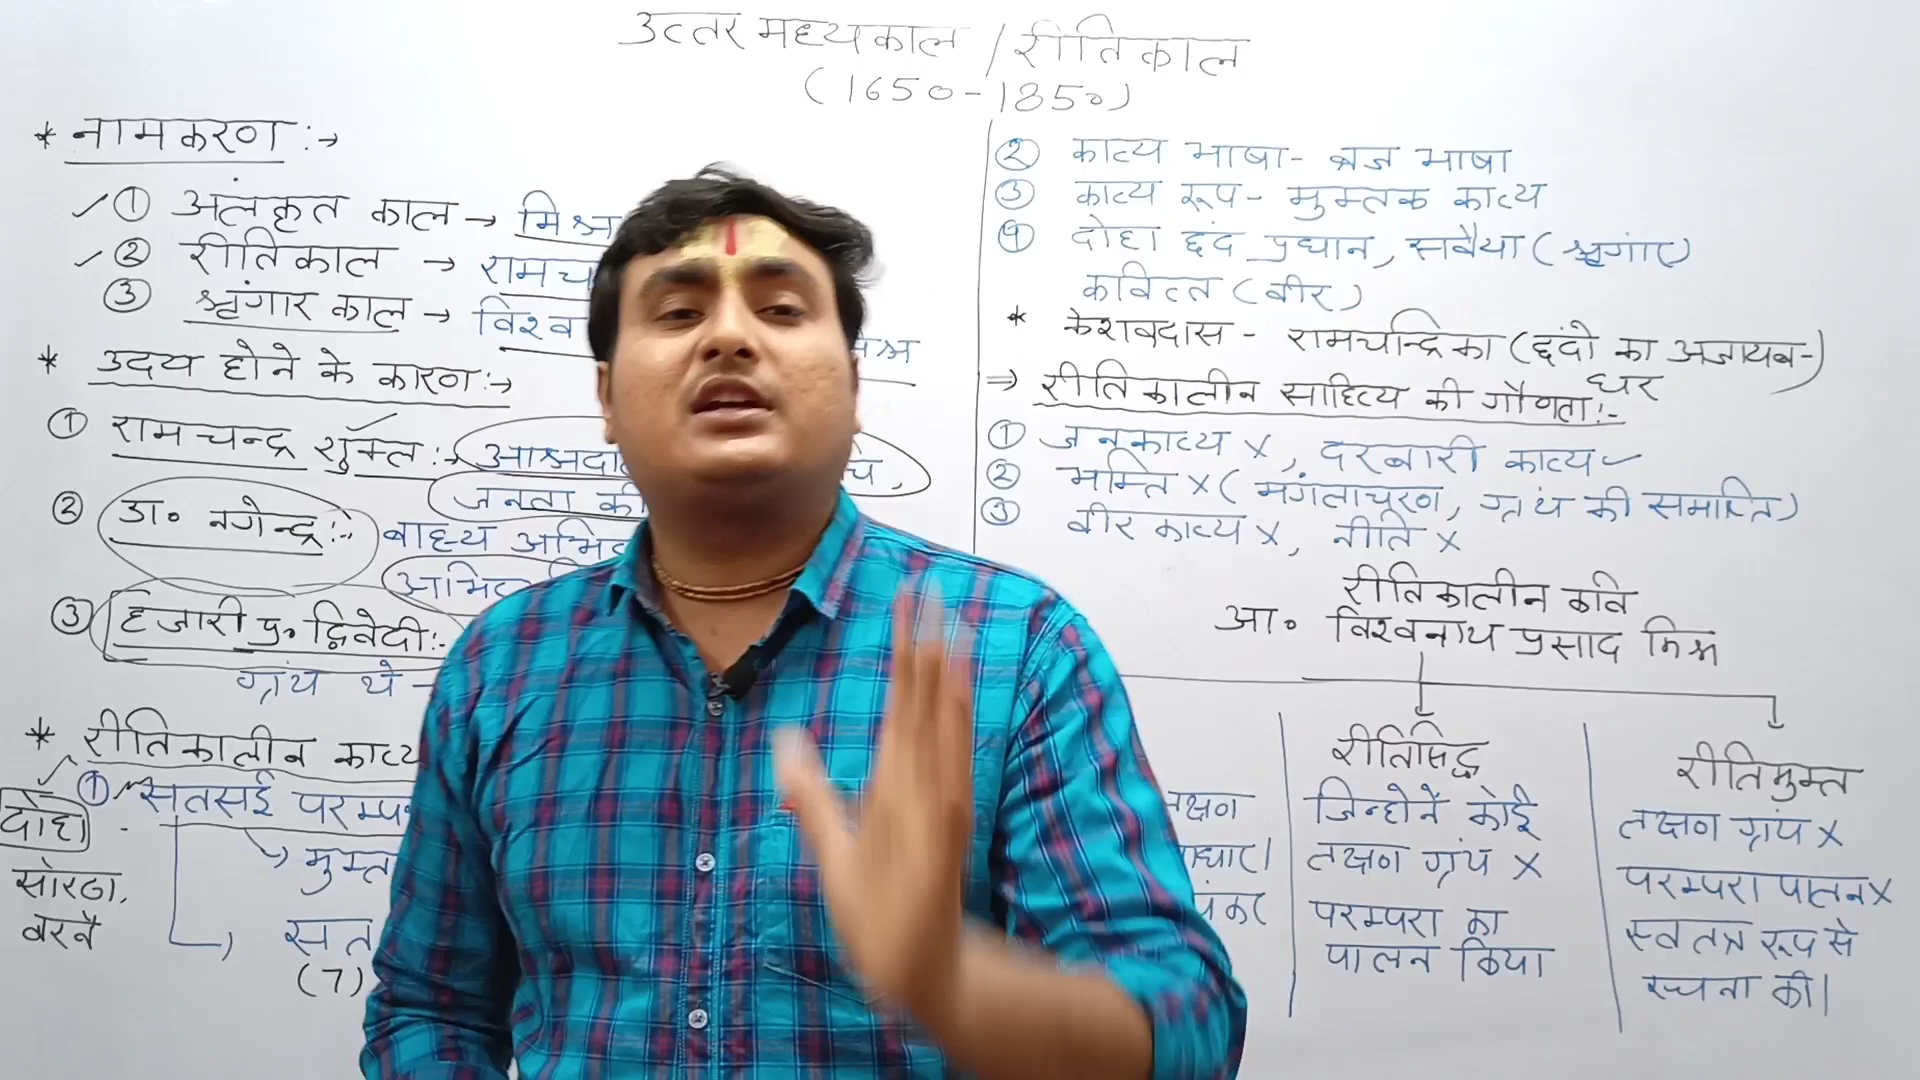 उत्तर मध्यकाल / रीतिकाल
(1650-1850)
* नामकरण :→
① अलंकृत काल → मिश्र
② रीतिकाल → रामच
③ श्रृंगार काल → विश्व
* उदय होने के कारण :→
① रामचन्द्र शुक्ल :→ आश्रदा
जनता की
② डा० नगेन्द्र :- बाह्य अभि
③ हजारी प्र० द्विवेदी :-
ग्रंथ थे -
* रीतिकालीन काव्य
① सतसई परम्प
दोहा -
सोरठा,
बरवै
मुक्त
सत
(7)
② काव्य भाषा - ब्रज भाषा
③ काव्य रूप - मुक्तक काव्य
④ दोहा छंद प्रधान, सवैया (श्रृगांर)
कवित्त (वीर)
* केशवदास - रामचन्द्रिका (छंदो का अजायब-)
घर
⇒ रीतिकालीन साहित्य की गौणता :-
① जनकाव्य X, दरबारी काव्य ✓
② भक्ति X (मंगलाचरण, ग्रंथ की समाप्ति)
③ वीर काव्य X, नीति X
रीतिकालीन कवि
आ० विश्वनाथ प्रसाद मिश्र
रीतिसिद्ध
जिन्होनें कोई
लक्षण ग्रंथ X
परम्परा का
पालन किया
रीतिमुक्त
लक्षण ग्रंथ X
परम्परा पालन X
स्वतंत्र रूप से
रचना की।